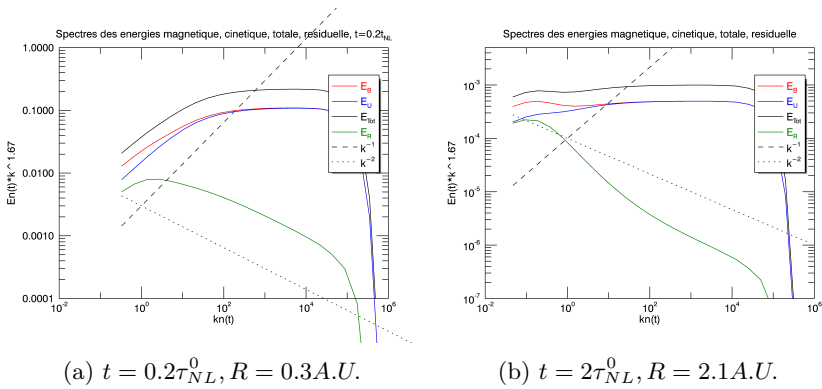 Spectres des energies magnetique, cinetique, totale, residuelle, t=0.2t_NL
1.0000
0.1000
0.0100
0.0010
0.0001
En(t)*k^1.67
10^-2
10^0
10^2
10^4
10^6
kn(t)
E_B
E_U
E_Tot
E_R
k^-1
k^-2
(a) t = 0.2τ^0_NL, R = 0.3A.U.
Spectres des energies magnetique, cinetique, totale, residuelle
10^-3
10^-4
10^-5
10^-6
10^-7
En(t)*k^1.67
10^-2
10^0
10^2
10^4
10^6
kn(t)
E_B
E_U
E_Tot
E_R
k^-1
k^-2
(b) t = 2τ^0_NL, R = 2.1A.U.